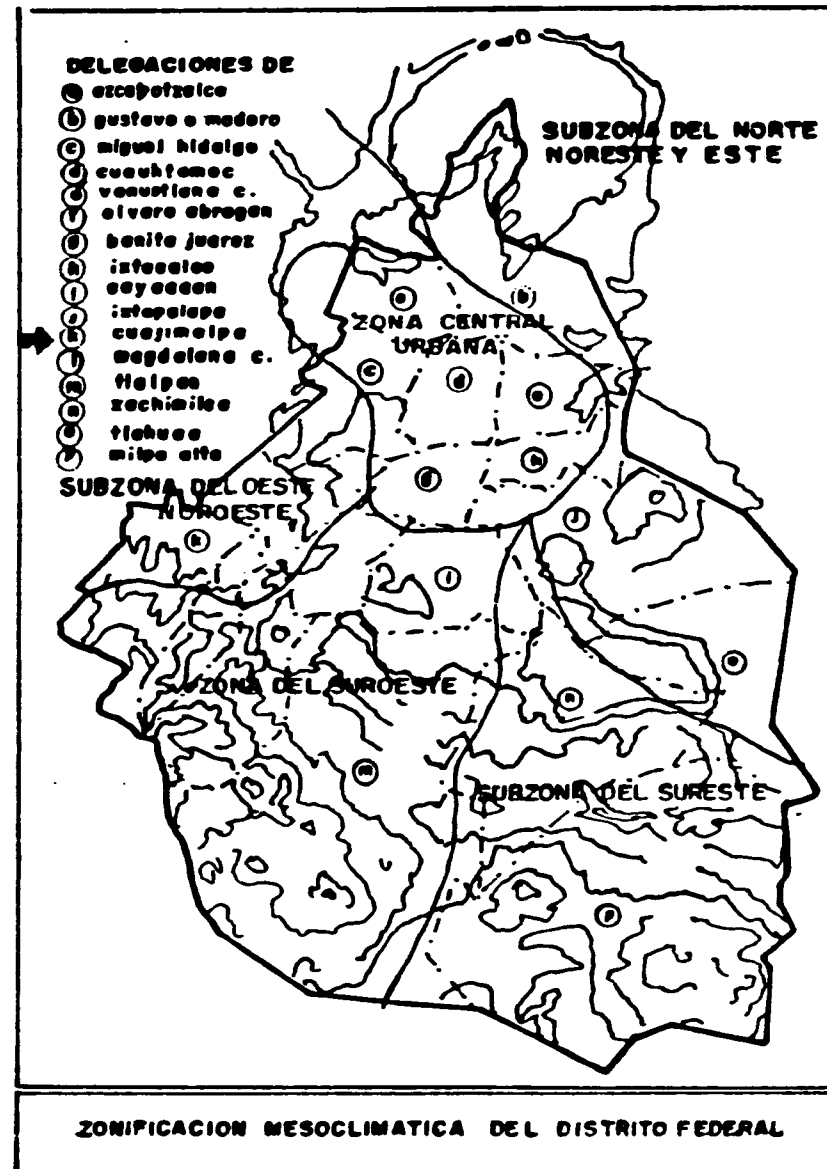 DELEGACIONES DE
a azcapotzalco
b gustavo a madero
c miguel hidalgo
d cuauhtemoc
e venustiano c.
f alvaro obregon
g benito juarez
h iztacalco
i coyoacan
j iztapalapa
k cuajimalpa
l magdalena c.
m tlalpan
n xochimilco
o tlahuac
p milpa alta
SUBZONA DEL NORTE
NORESTE Y ESTE
a
b
ZONA CENTRAL
URBANA
c
d
e
g
h
SUBZONA DEL OESTE
NOROESTE
k
j
i
ZONA DEL SUROESTE
o
n
m
SUBZONA DEL SURESTE
p
ZONIFICACION MESOCLIMATICA DEL DISTRITO FEDERAL